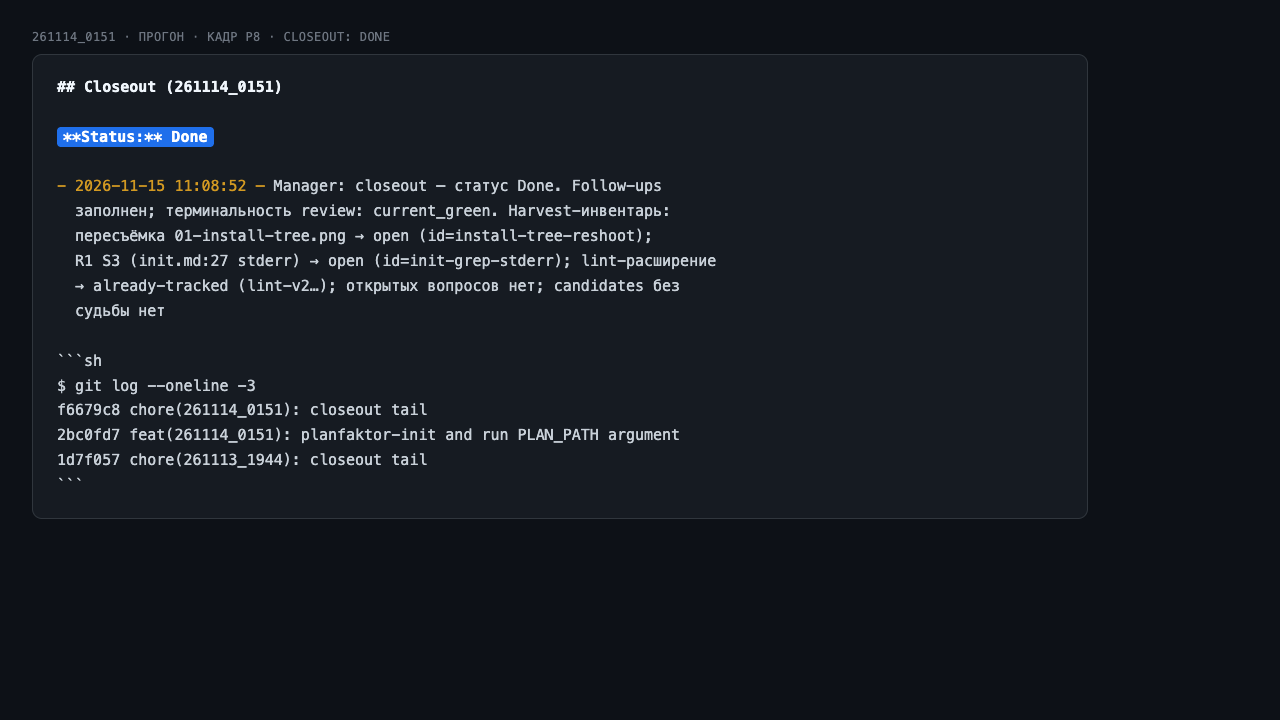 261114_0151 · ПРОГОН · КАДР P8 · CLOSEOUT: DONE
## Closeout (261114_0151)
**Status:** Done
— 2026-11-15 11:08:52 — Manager: closeout — статус Done. Follow-ups
заполнен; терминальность review: current_green. Harvest-инвентарь:
пересъёмка 01-install-tree.png → open (id=install-tree-reshoot);
R1 S3 (init.md:27 stderr) → open (id=init-grep-stderr); lint-расширение
→ already-tracked (lint-v2…); открытых вопросов нет; candidates без
судьбы нет
```sh
$ git log --oneline -3
f6679c8 chore(261114_0151): closeout tail
2bc0fd7 feat(261114_0151): planfaktor-init and run PLAN_PATH argument
1d7f057 chore(261113_1944): closeout tail
```